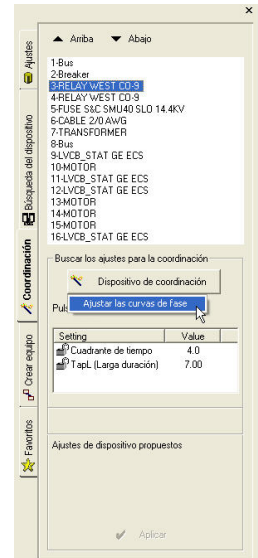 Arriba Abajo
Ajustes
Búsqueda del dispositivo
Coordinación
Crear equipo
Favoritos
1-Bus
2-Breaker
3-RELAY WEST CO-9
4-RELAY WEST CO-9
5-FUSE S&C SMU40 SLO 14.4KV
6-CABLE 2/0 AWG
7-TRANSFORMER
8-Bus
9-LVCB_STAT GE ECS
10-MOTOR
11-LVCB_STAT GE ECS
12-LVCB_STAT GE ECS
13-MOTOR
14-MOTOR
15-MOTOR
16-LVCB_STAT GE ECS
Buscar los ajustes para la coordinación
Dispositivo de coordinación
Ajustar las curvas de fase
Setting Value
Cuadrante de tiempo 4.0
TapL (Larga duración) 7.00
Ajustes de dispositivo propuestos
Aplicar